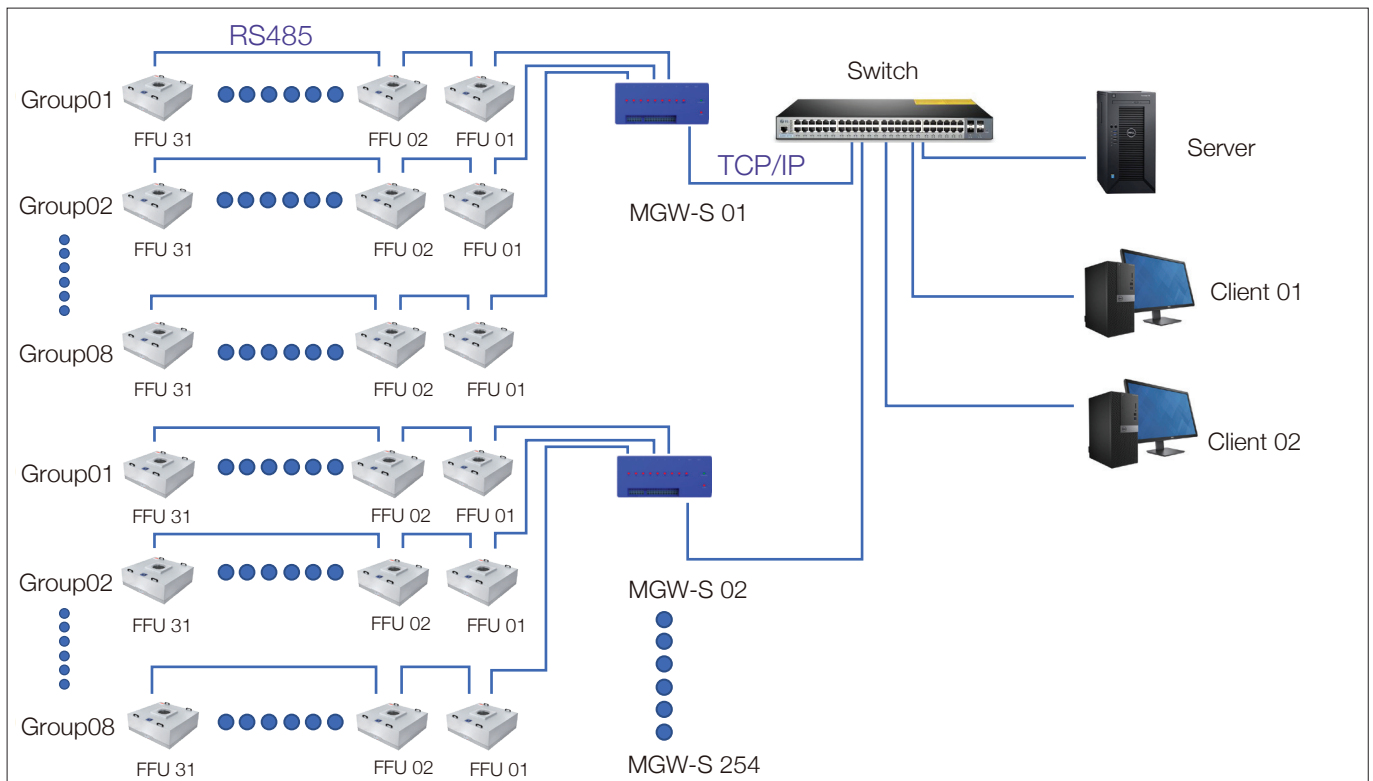 RS485
Group01
FFU 31
FFU 02
FFU 01
Switch
Server
TCP/IP
MGW-S 01
Group02
FFU 31
FFU 02
FFU 01
Client 01
Group08
FFU 31
FFU 02
FFU 01
Client 02
Group01
FFU 31
FFU 02
FFU 01
Group02
FFU 31
FFU 02
FFU 01
MGW-S 02
Group08
FFU 31
FFU 02
FFU 01
MGW-S 254